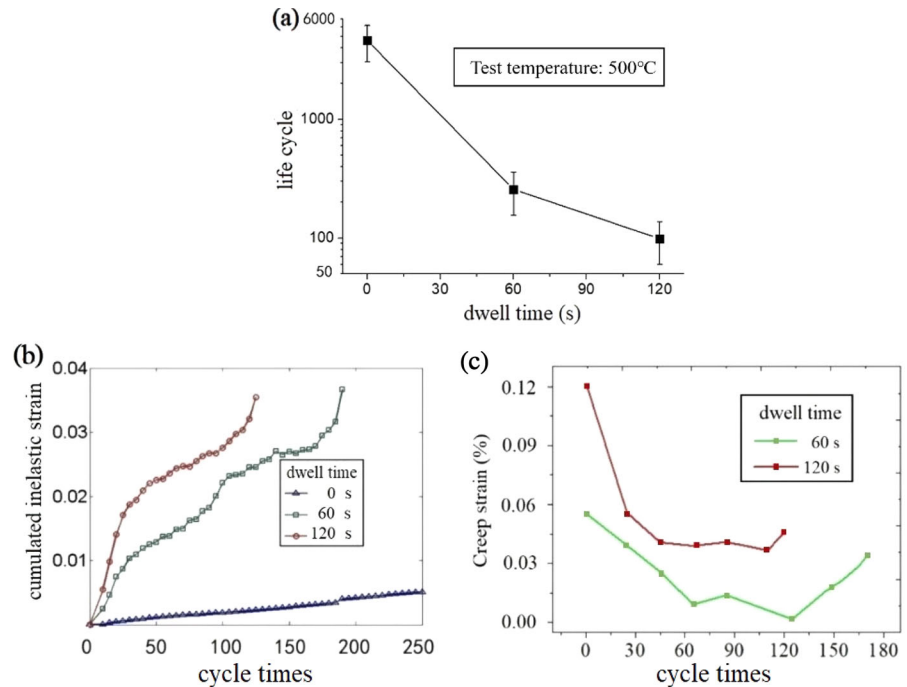 (a)
6000
1000
100
50
life cycle
Test temperature: 500℃
0 30 60 90 120
dwell time (s)
(b)
0.04
0.03
0.02
0.01
cumulated inelastic strain
dwell time
0 s
60 s
120 s
50 100 150 200 250
cycle times
(c)
0.12
0.09
0.06
0.03
0.00
Creep strain (%)
dwell time
60 s
120 s
0 30 60 90 120 150 180
cycle times